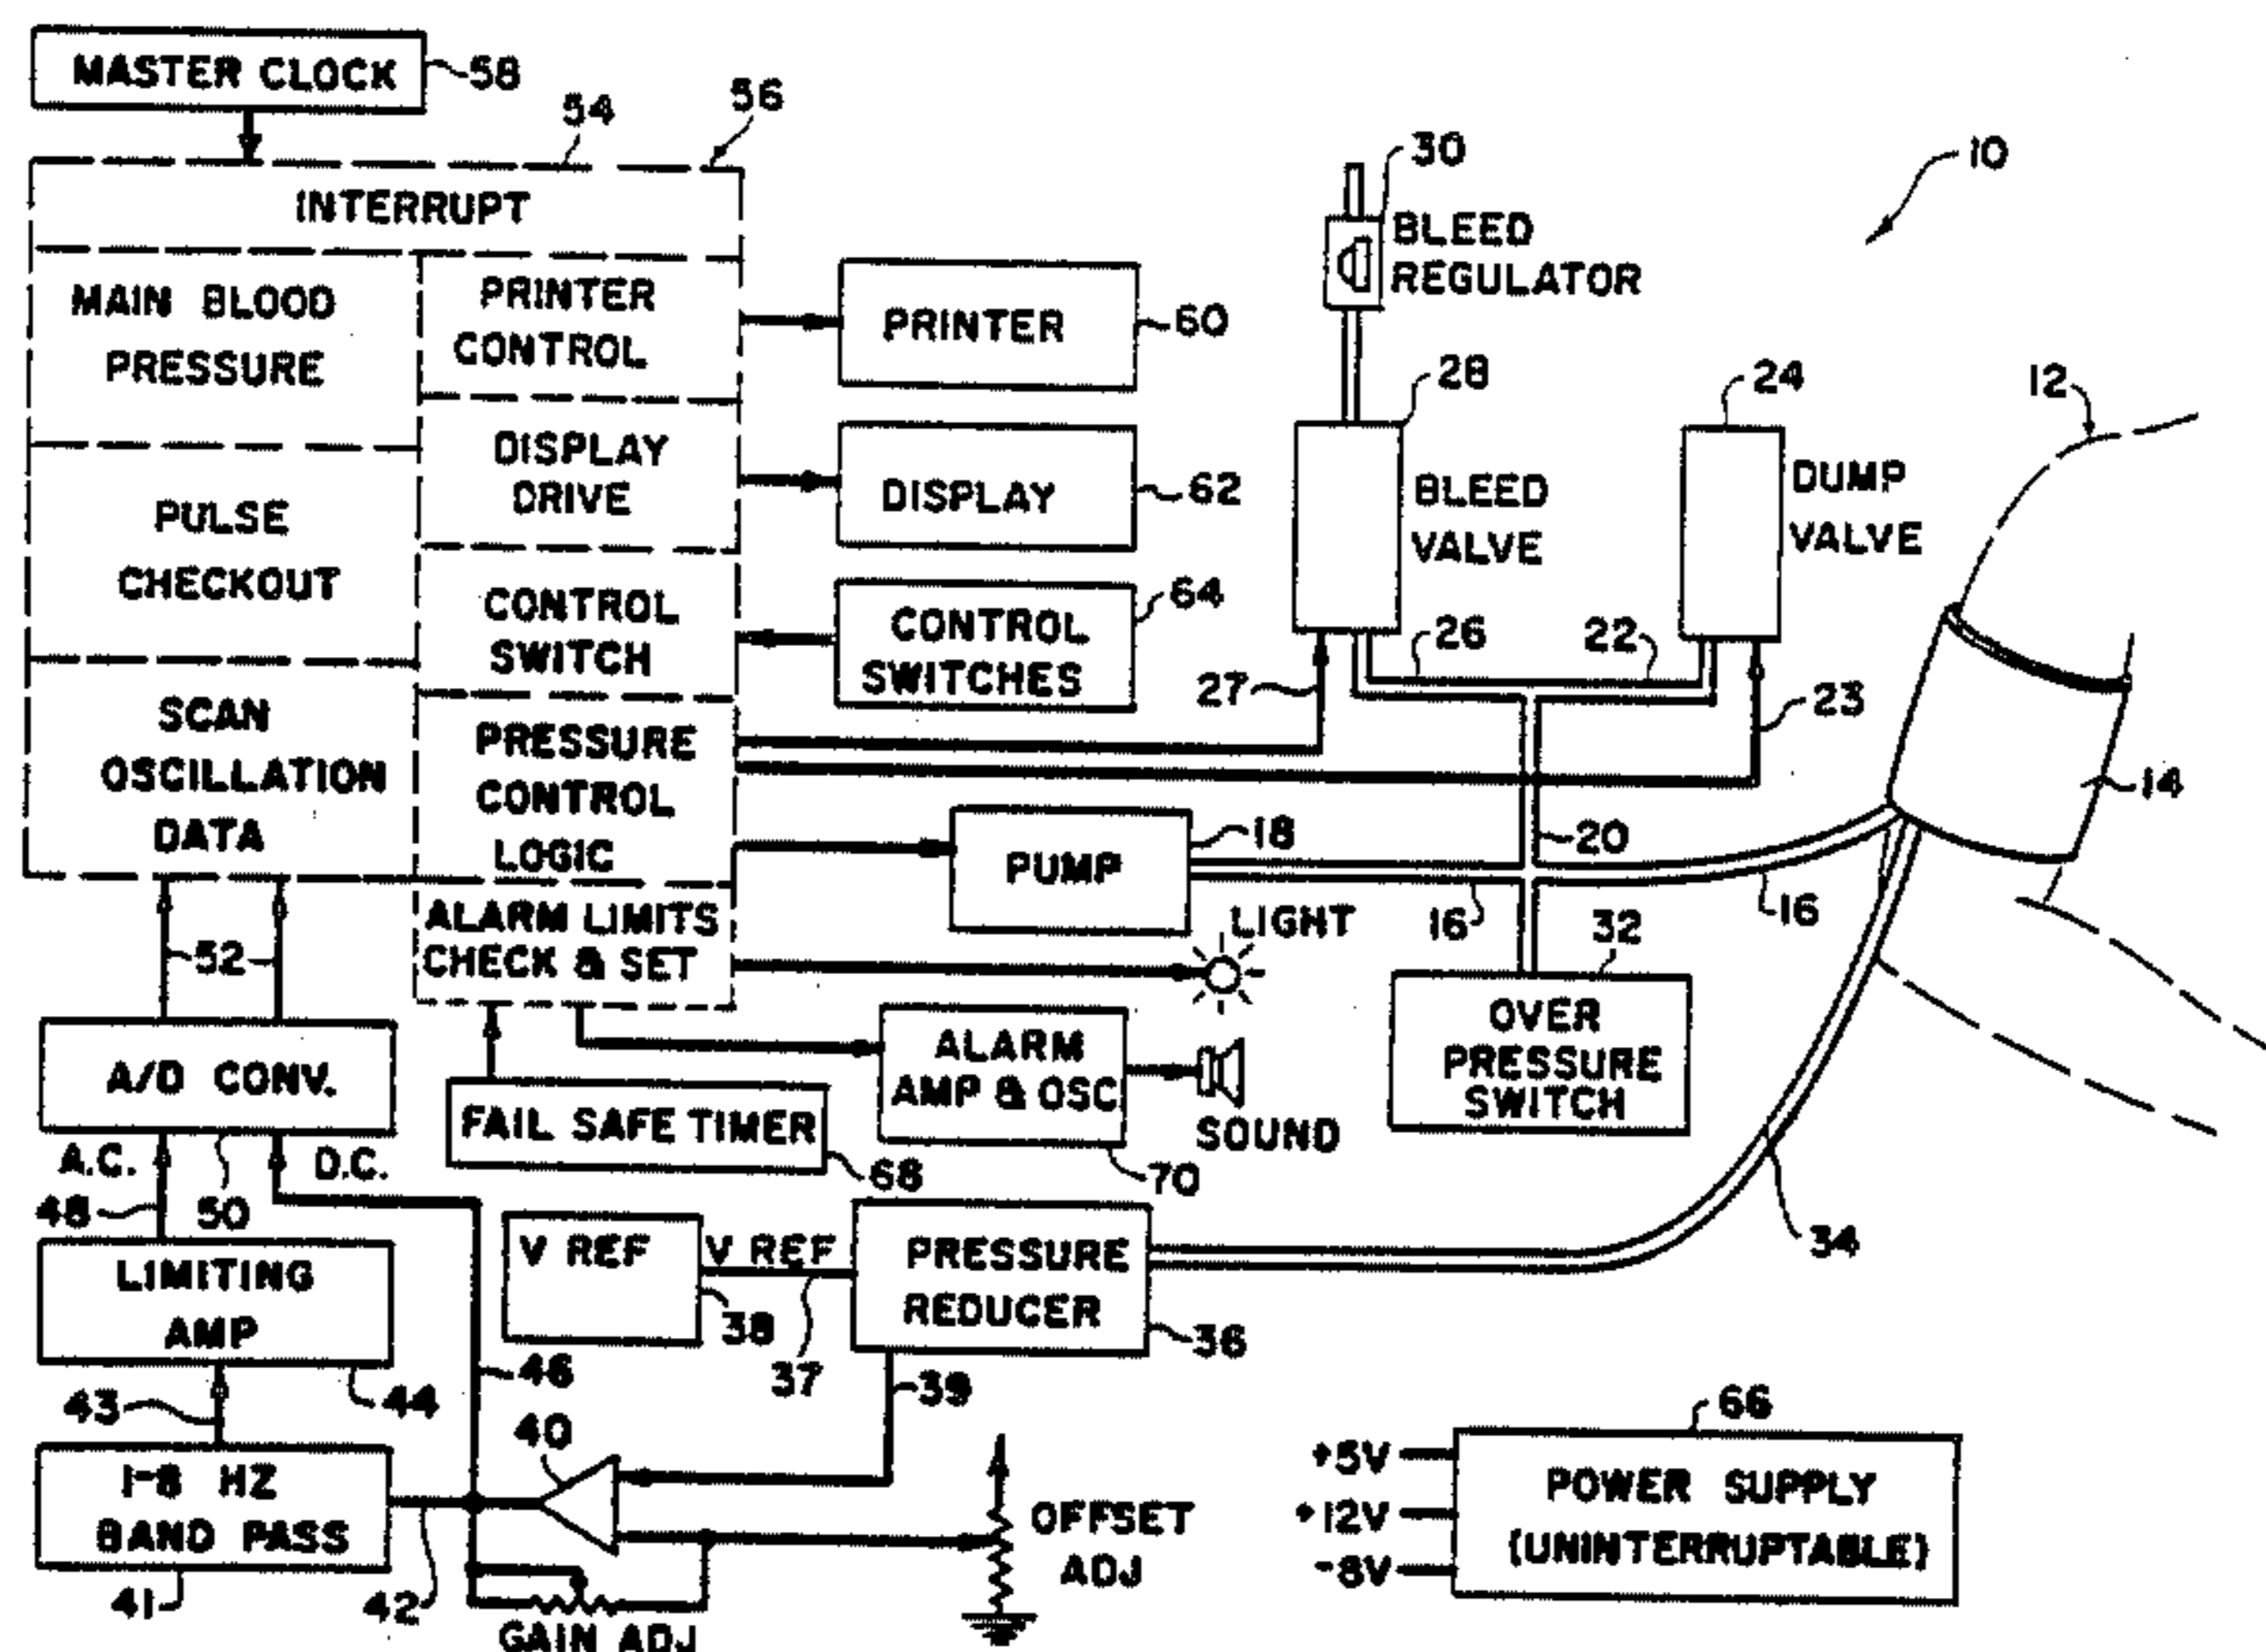 MASTER CLOCK
58
54
56
INTERRUPT
MAIN BLOOD
PRESSURE
PRINTER
CONTROL
PULSE
CHECKOUT
DISPLAY
DRIVE
CONTROL
SWITCH
SCAN
OSCILLATION
DATA
PRESSURE
CONTROL
LOGIC
ALARM LIMITS
CHECK & SET
PRINTER
60
DISPLAY
62
CONTROL
SWITCHES
64
30
BLEED
REGULATOR
10
28
BLEED
VALVE
24
DUMP
VALVE
12
26
22
27
23
14
PUMP
18
20
16
16
LIGHT
32
OVER
PRESSURE
SWITCH
52
A/D CONV.
A.C.
D.C.
48
50
FAIL SAFE TIMER
68
ALARM
AMP & OSC
70
SOUND
34
LIMITING
AMP
44
43
V REF
38
V REF
37
PRESSURE
REDUCER
36
39
46
40
1-8 HZ
BAND PASS
41
42
GAIN ADJ
OFFSET
ADJ
66
+5V
+12V
-8V
POWER SUPPLY
(UNINTERRUPTABLE)